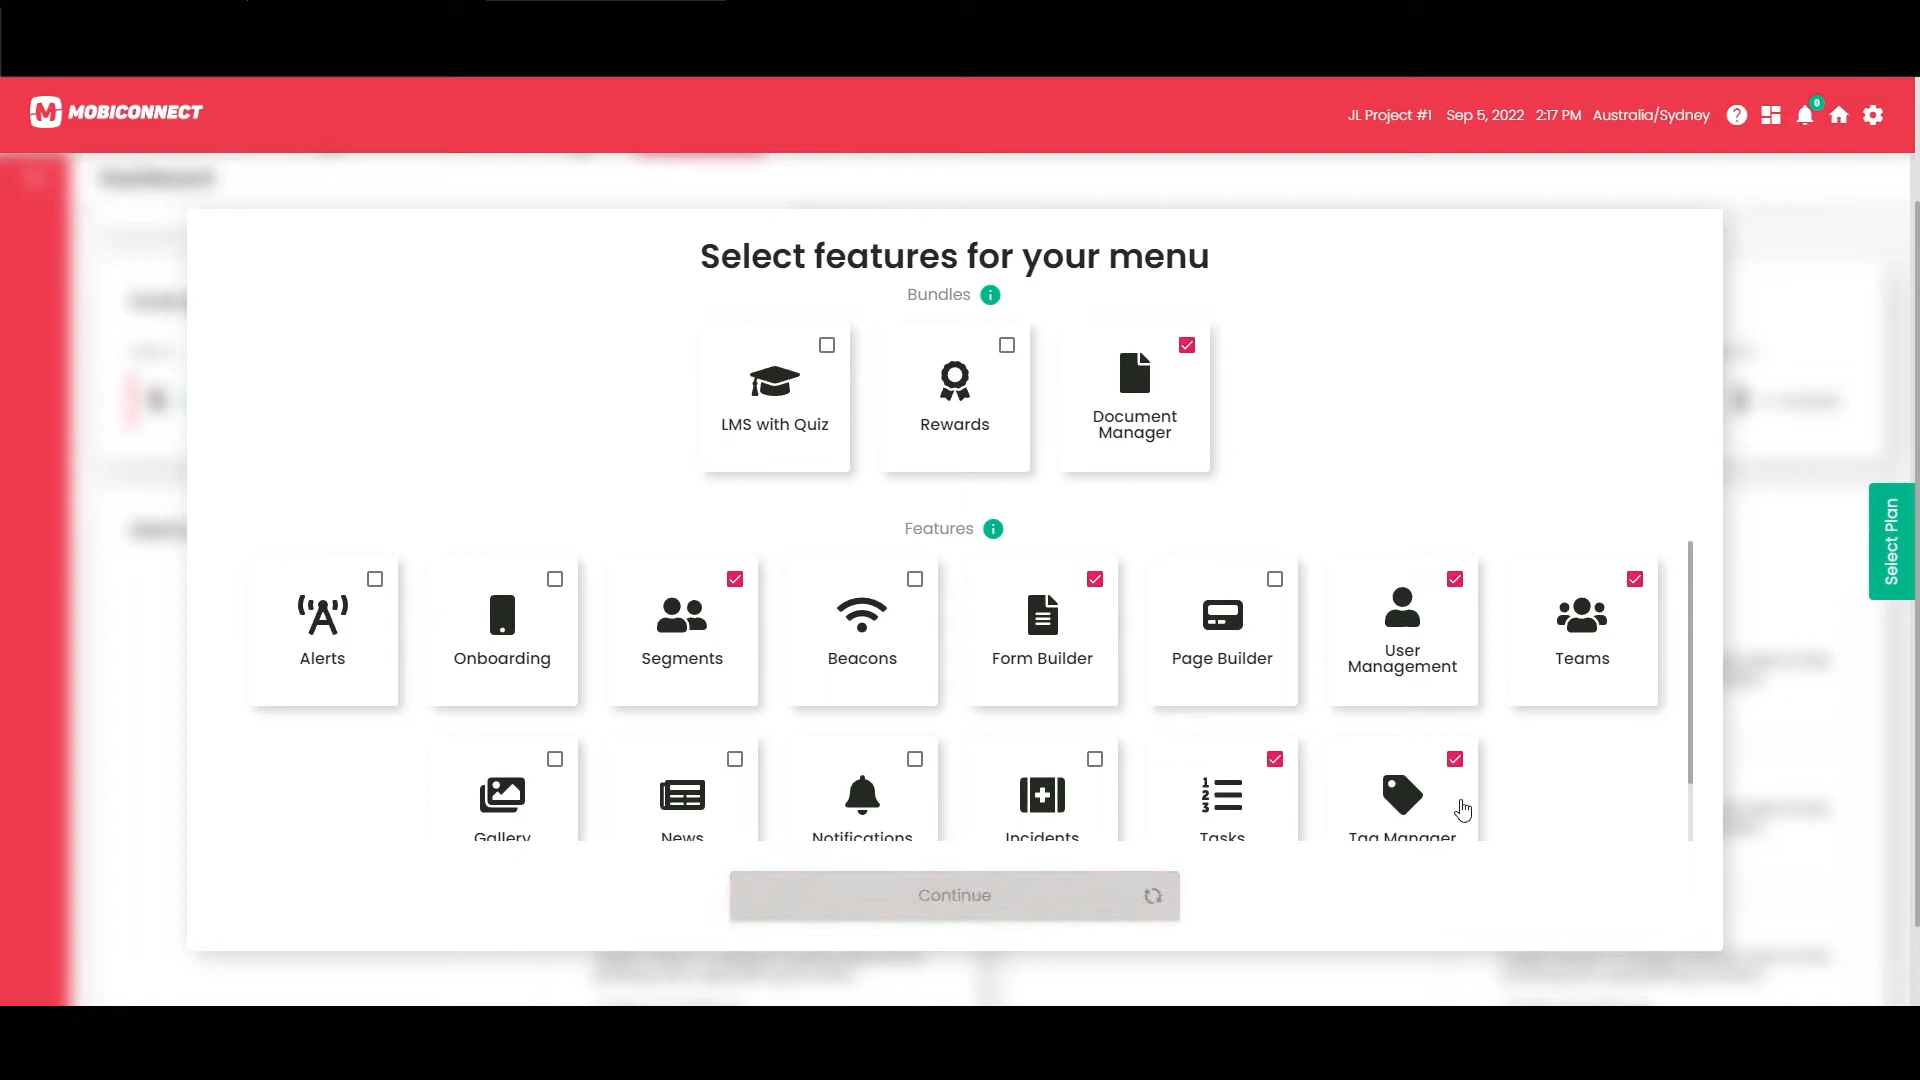 MOBICONNECT
JL Project #1 Sep 5, 2022 2:17 PM Australia/Sydney
0
Select features for your menu
Bundles
LMS with Quiz
Rewards
Document
Manager
Features
Select Plan
Alerts
Onboarding
Segments
Beacons
Form Builder
Page Builder
User
Management
Teams
Gallery
News
Notifications
Incidents
Tasks
Tag Manager
Continue